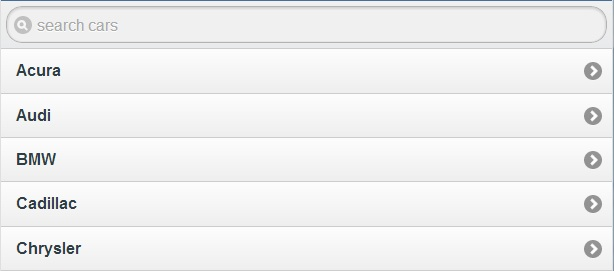 search cars
Acura
Audi
BMW
Cadillac
Chrysler